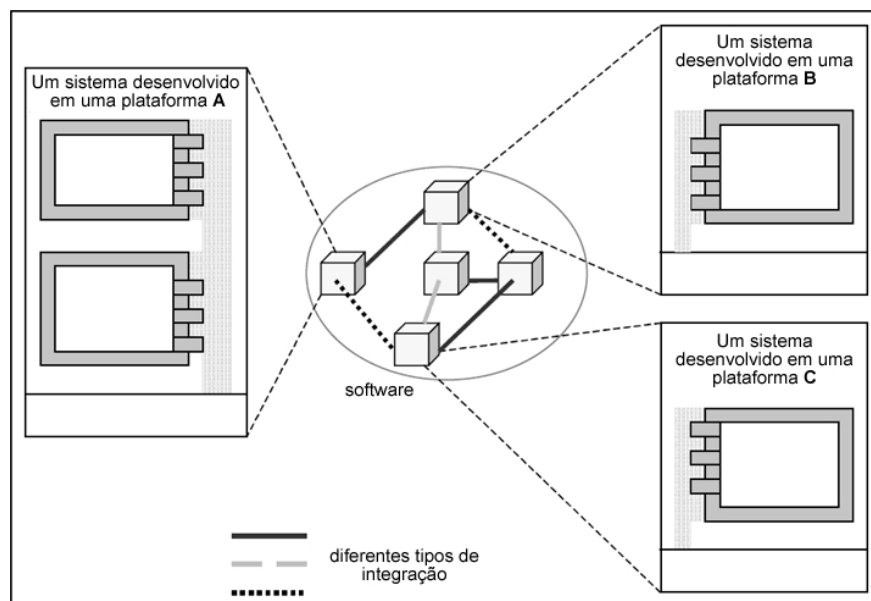 Um sistema desenvolvido
em uma plataforma A
Um sistema
desenvolvido em uma
plataforma
B
software
Um sistema
desenvolvido em uma
plataforma C
diferentes tipos de
integração